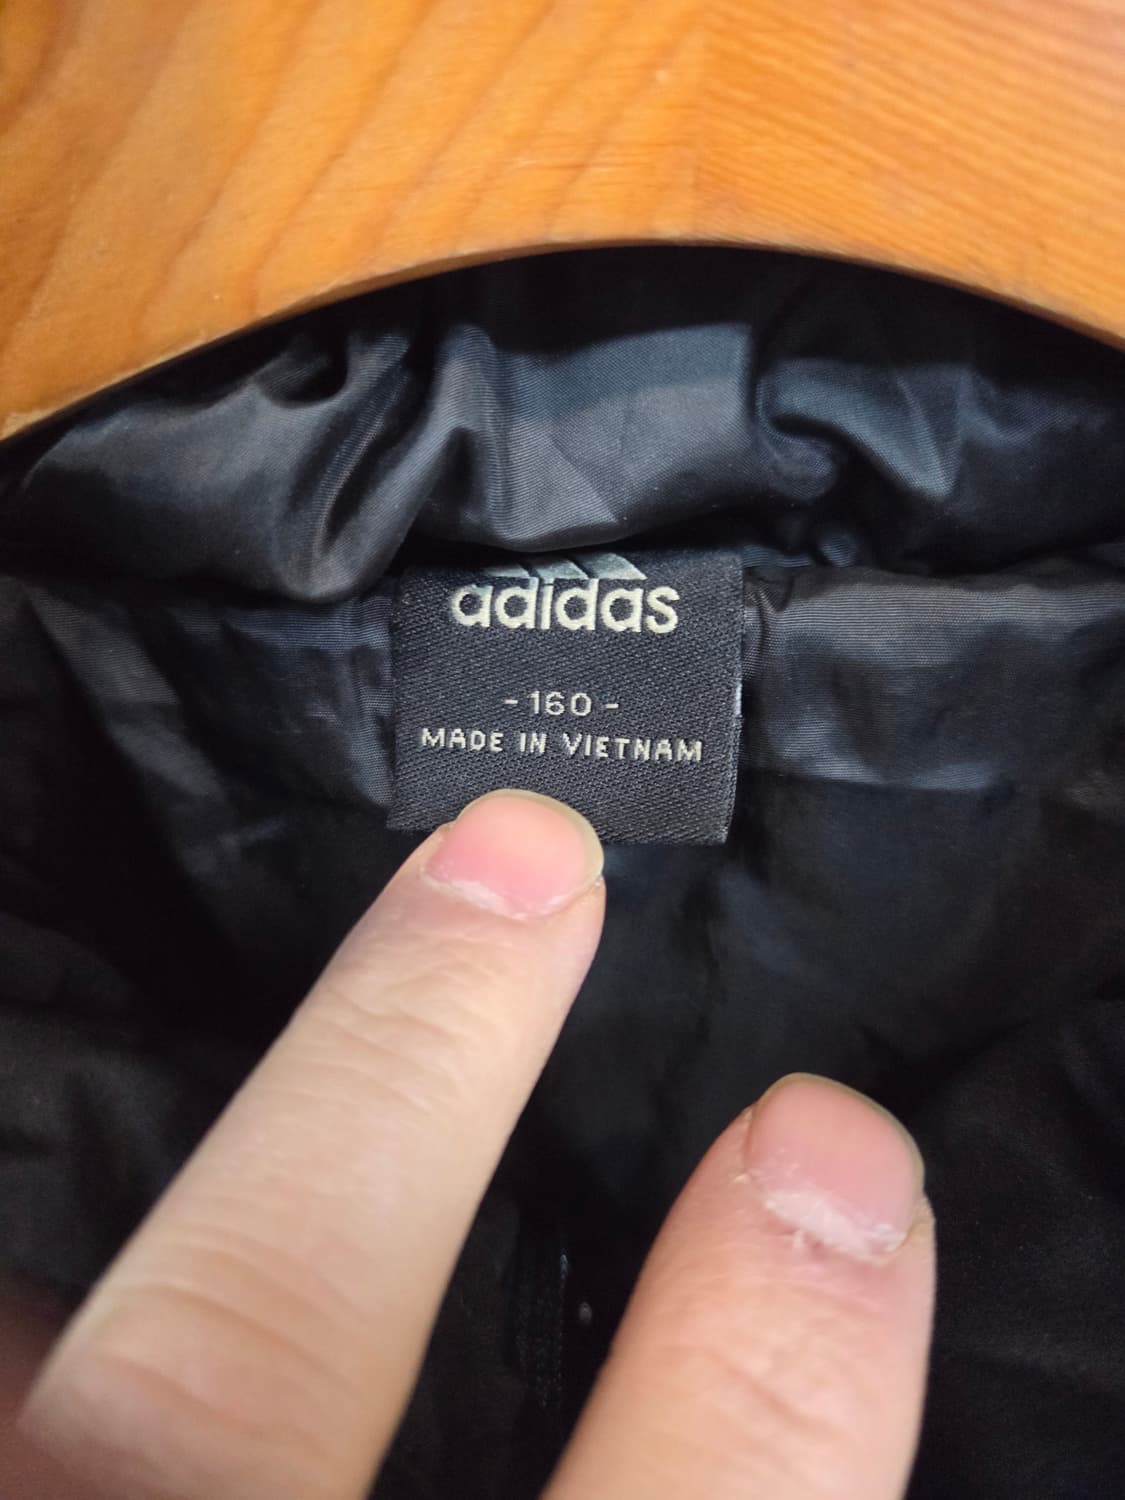 adidas
- 160 -
MADE IN VIETNAM